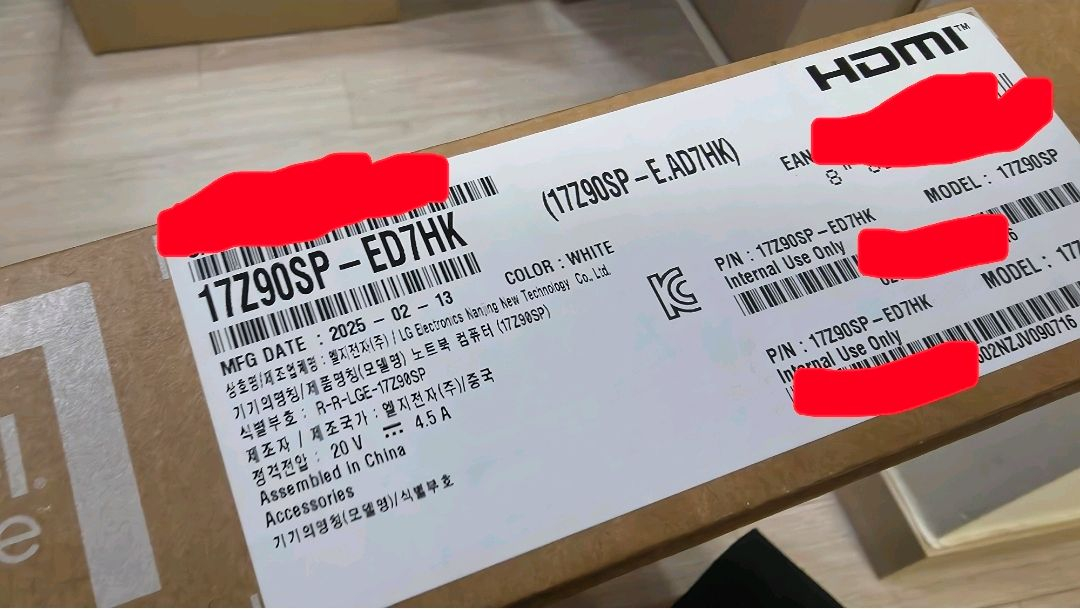 HDMI™
EAN
(17Z90SP – E.AD7HK)
17Z90SP – ED7HK
COLOR : WHITE
MFG DATE : 2025 – 02 – 13
상호명/제조업체명 : 엘지전자(주) / LG Electronics Nanjing New Technology Co., Ltd.
기기의명칭/제품명칭(모델명) 노트북 컴퓨터 (17Z90SP)
식별부호 : R-R-LGE-17Z90SP
제조자 / 제조국가 : 엘지전자(주)/중국
정격전압 : 20 V ⎓ 4.5 A
Assembled in China
Accessories
기기의명칭(모델명)/식별부호
MODEL : 17Z90SP
P/N : 17Z90SP – ED7HK
Internal Use Only
MODEL : 17Z
P/N : 17Z90SP – ED7HK
Internal Use Only
02NZJV090716
e